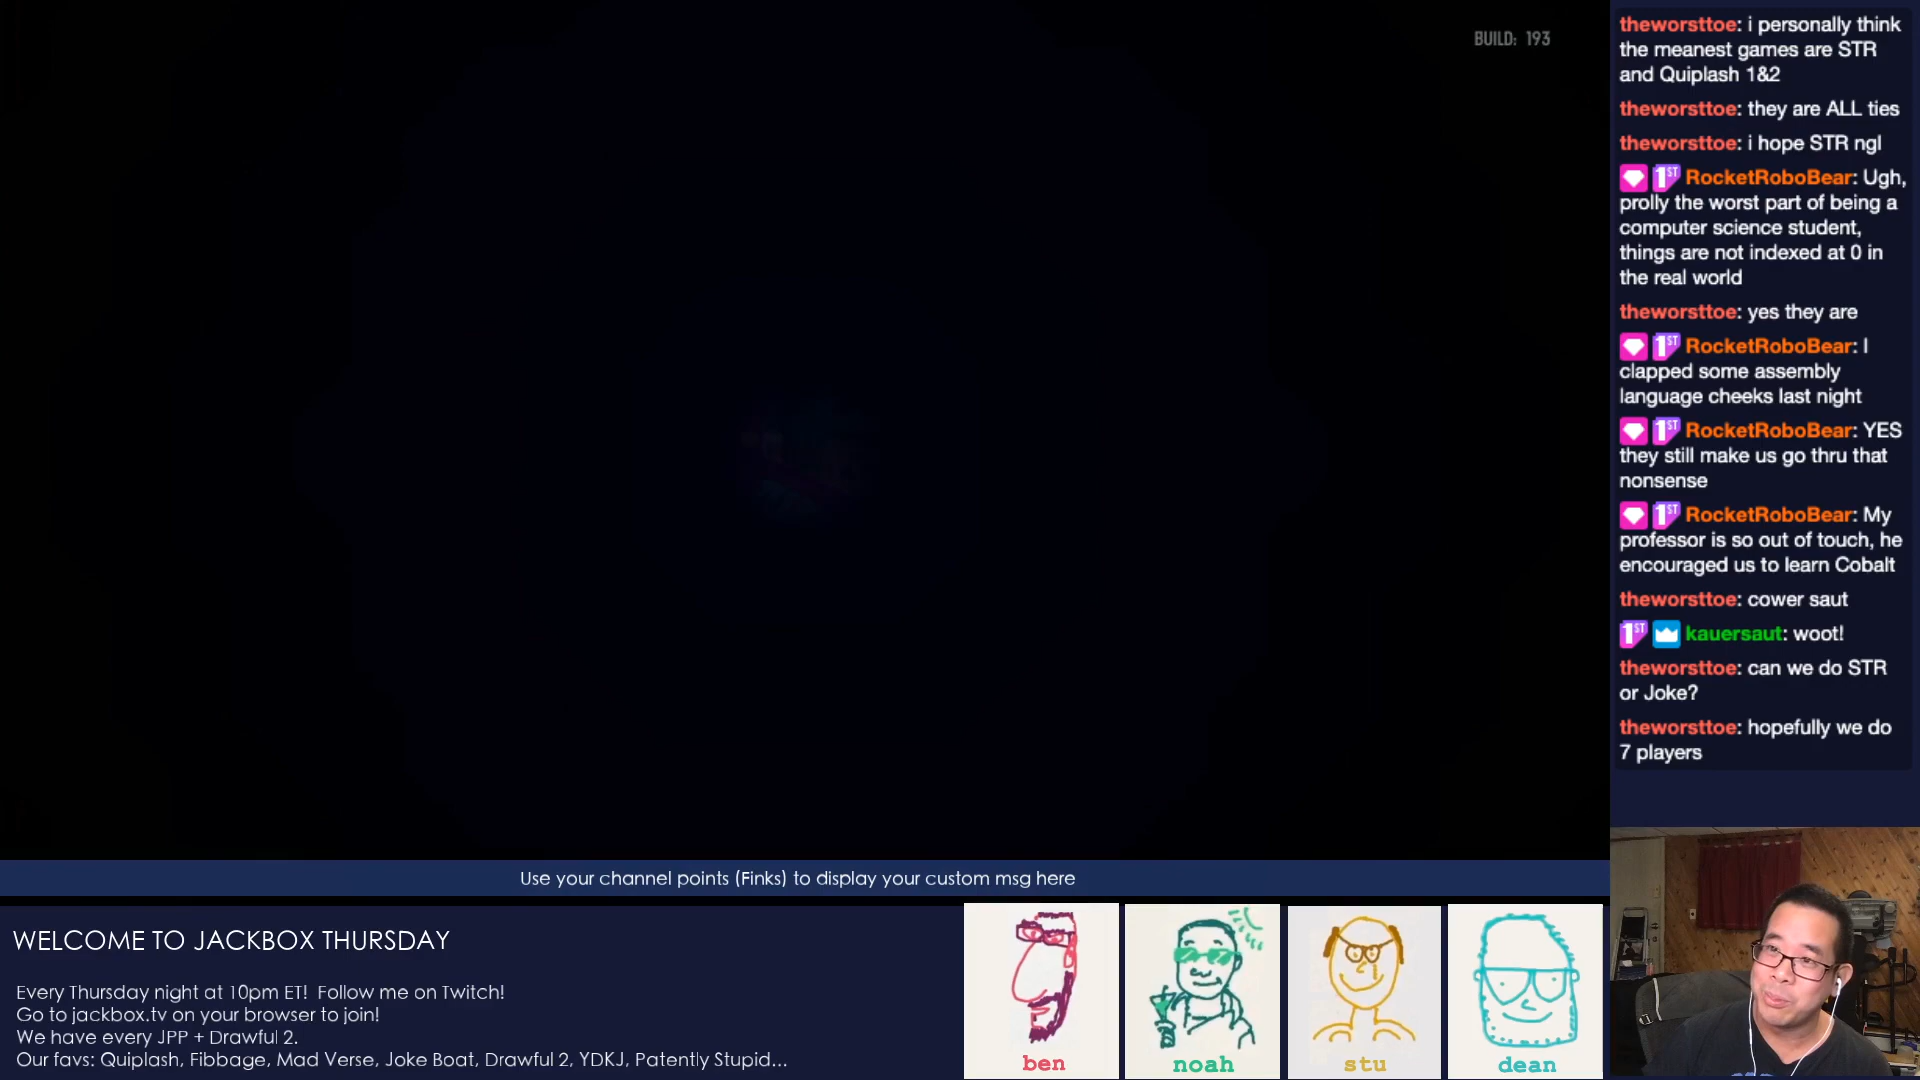 BUILD: 193
theworsttoe: i personally think
the meanest games are STR
and Quiplash 1&2
theworsttoe: they are ALL ties
theworsttoe: i hope STR ngl
1ST RocketRoboBear: Ugh,
prolly the worst part of being a
computer science student,
things are not indexed at 0 in
the real world
theworsttoe: yes they are
1ST RocketRoboBear: I
clapped some assembly
language cheeks last night
1ST RocketRoboBear: YES
they still make us go thru that
nonsense
1ST RocketRoboBear: My
professor is so out of touch, he
encouraged us to learn Cobalt
theworsttoe: cower saut
1ST kauersaut: woot!
theworsttoe: can we do STR
or Joke?
theworsttoe: hopefully we do
7 players
Use your channel points (Finks) to display your custom msg here
WELCOME TO JACKBOX THURSDAY
Every Thursday night at 10pm ET! Follow me on Twitch!
Go to jackbox.tv on your browser to join!
We have every JPP + Drawful 2.
Our favs: Quiplash, Fibbage, Mad Verse, Joke Boat, Drawful 2, YDKJ, Patently Stupid...
ben
noah
stu
dean